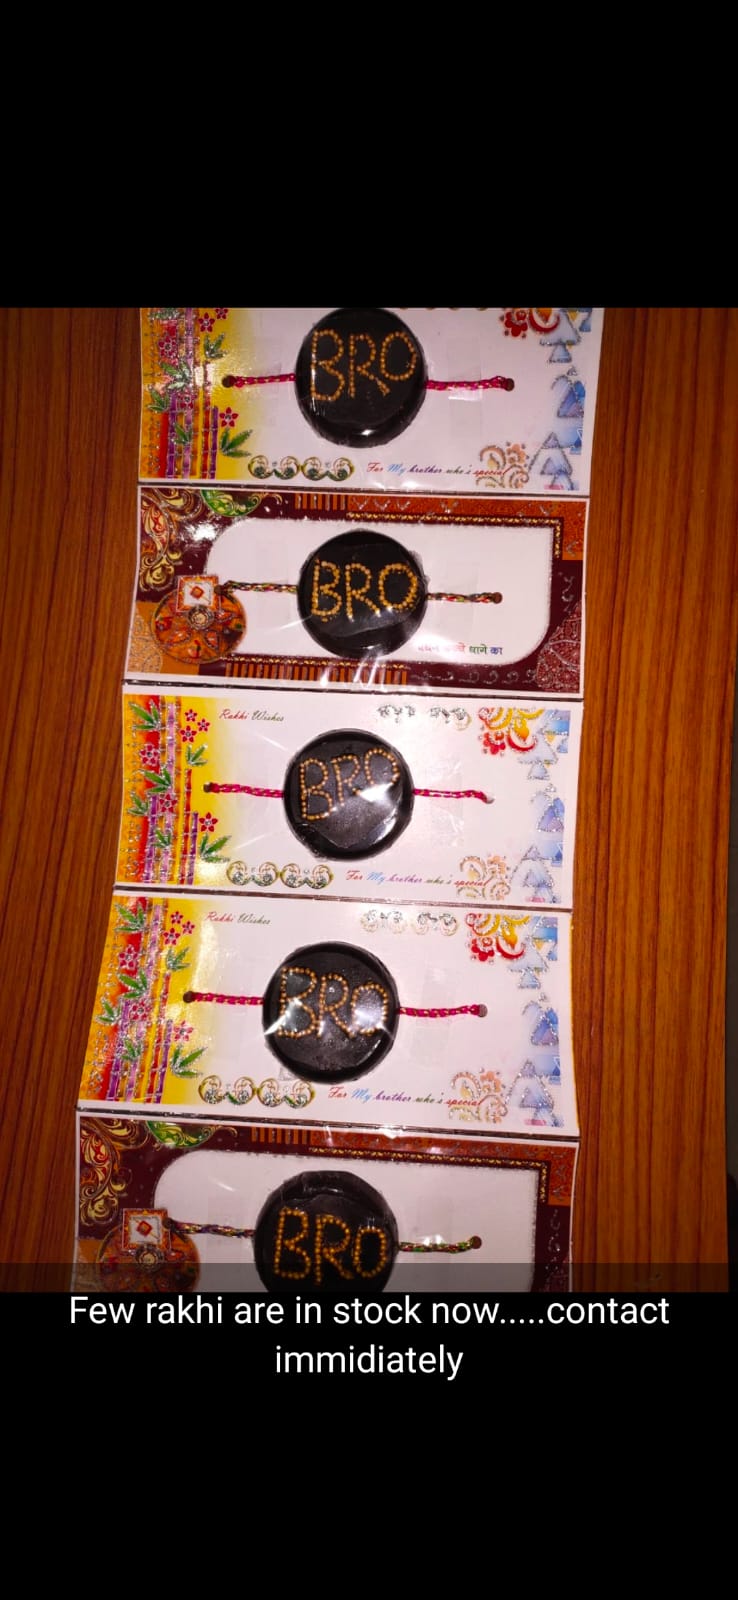 BRO
For My brother who's special
BRO
धागे का
Rakhi Wishes
BRO
For My brother who's special
Rakhi Wishes
BRo
For My brother who's special
BRO
Few rakhi are in stock now.....contact
immidiately